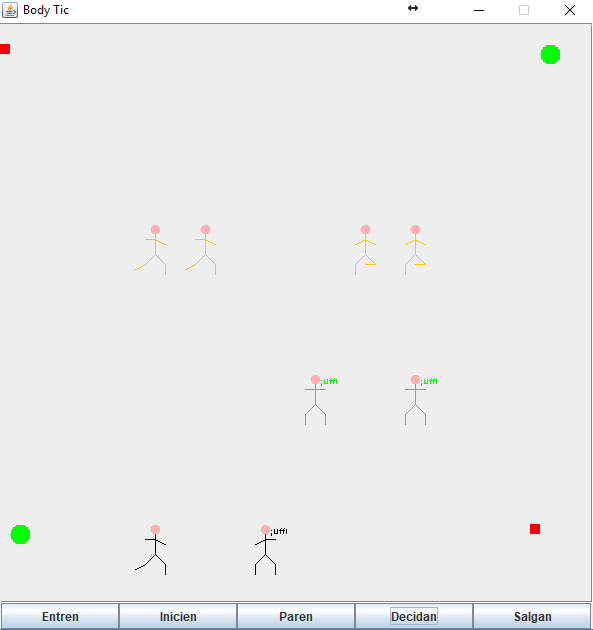 Body Tic
¡Uff!
¡Uff!
¡Uff!
Entren
Inicien
Paren
Decidan
Salgan